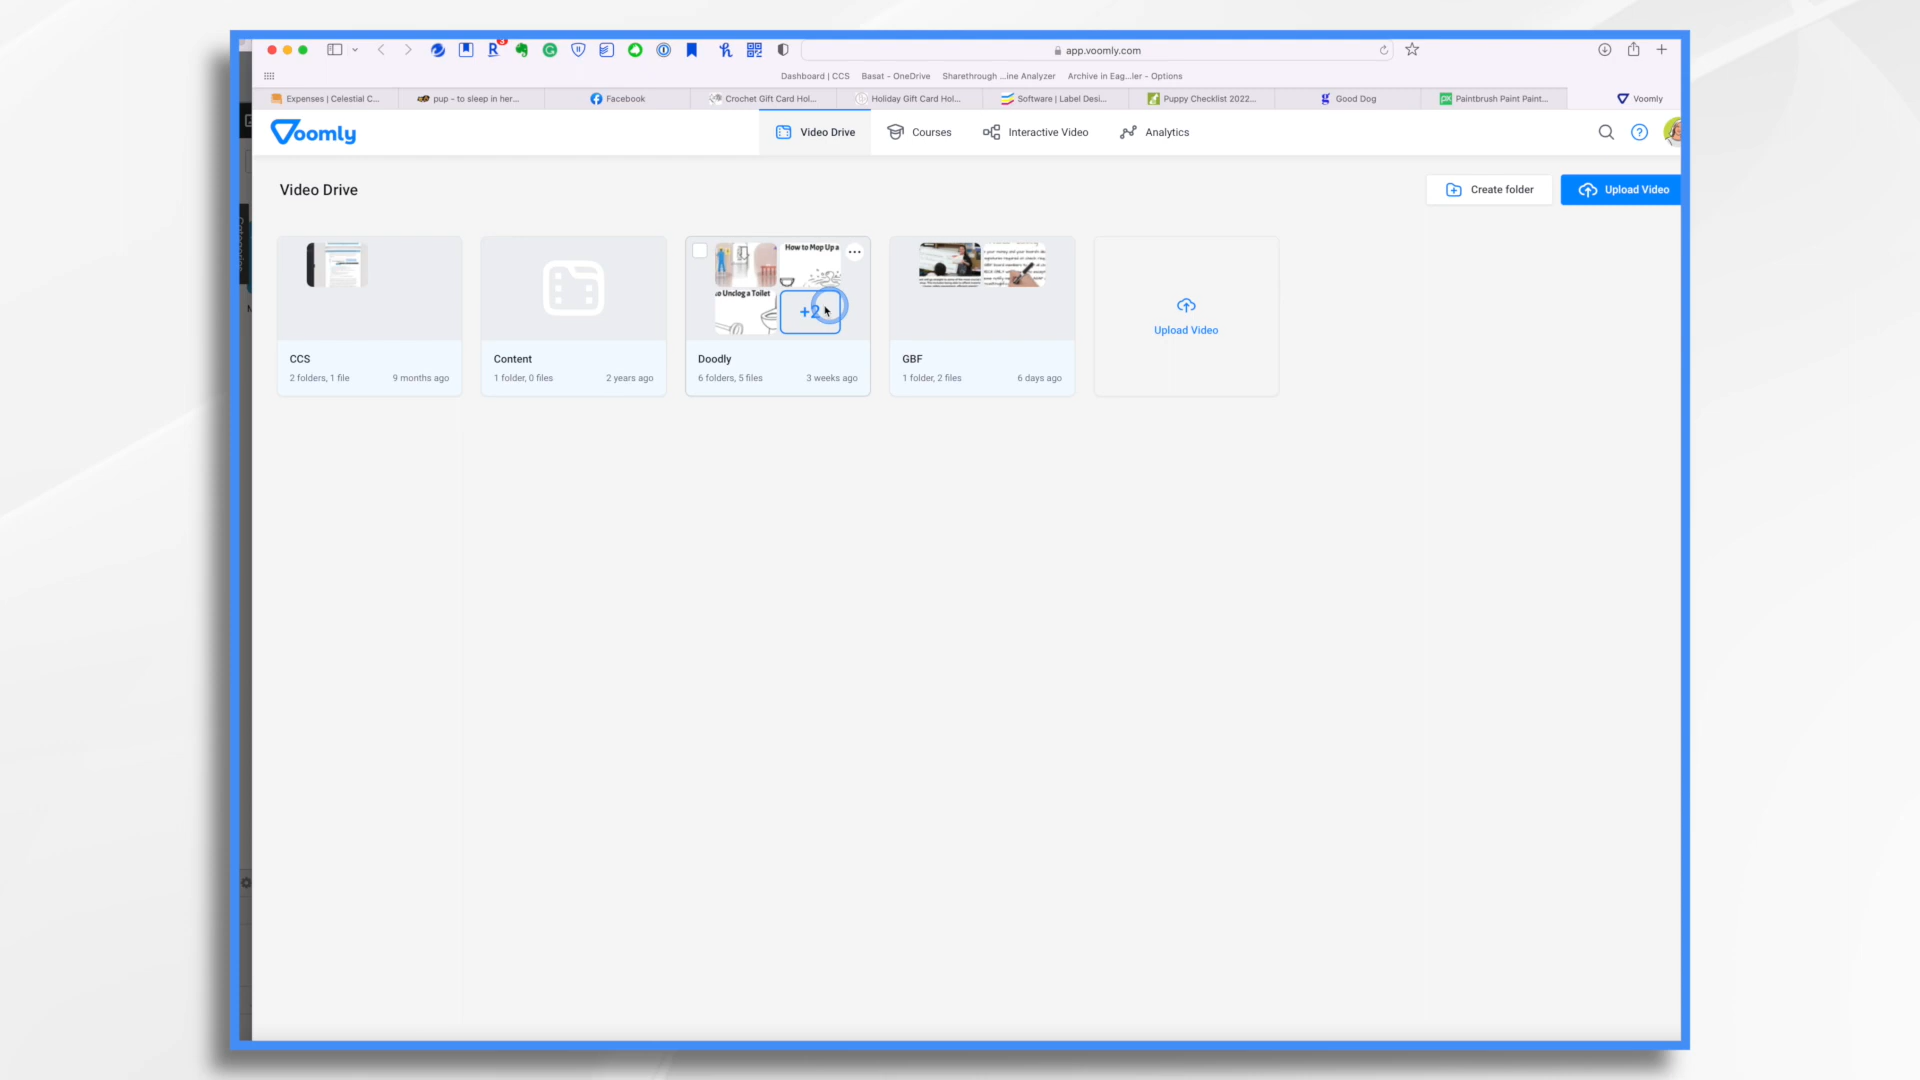 app.voomly.com
Dashboard | CCS Basat - OneDrive Sharethrough ...ine Analyzer Archive in Eag...ler - Options
Expenses | Celestial C... pup - to sleep in her... Facebook Crochet Gift Card Hol... Holiday Gift Card Hol... Software | Label Desi... Puppy Checklist 2022... Good Dog Paintbrush Paint Paint... Voomly
Voomly Video Drive Courses Interactive Video Analytics
Video Drive Create folder Upload Video
How to Mop Up a
o Unclog a Toilet
+2
Upload Video
CCS
2 folders, 1 file 9 months ago
Content
1 folder, 0 files 2 years ago
Doodly
6 folders, 5 files 3 weeks ago
GBF
1 folder, 2 files 6 days ago